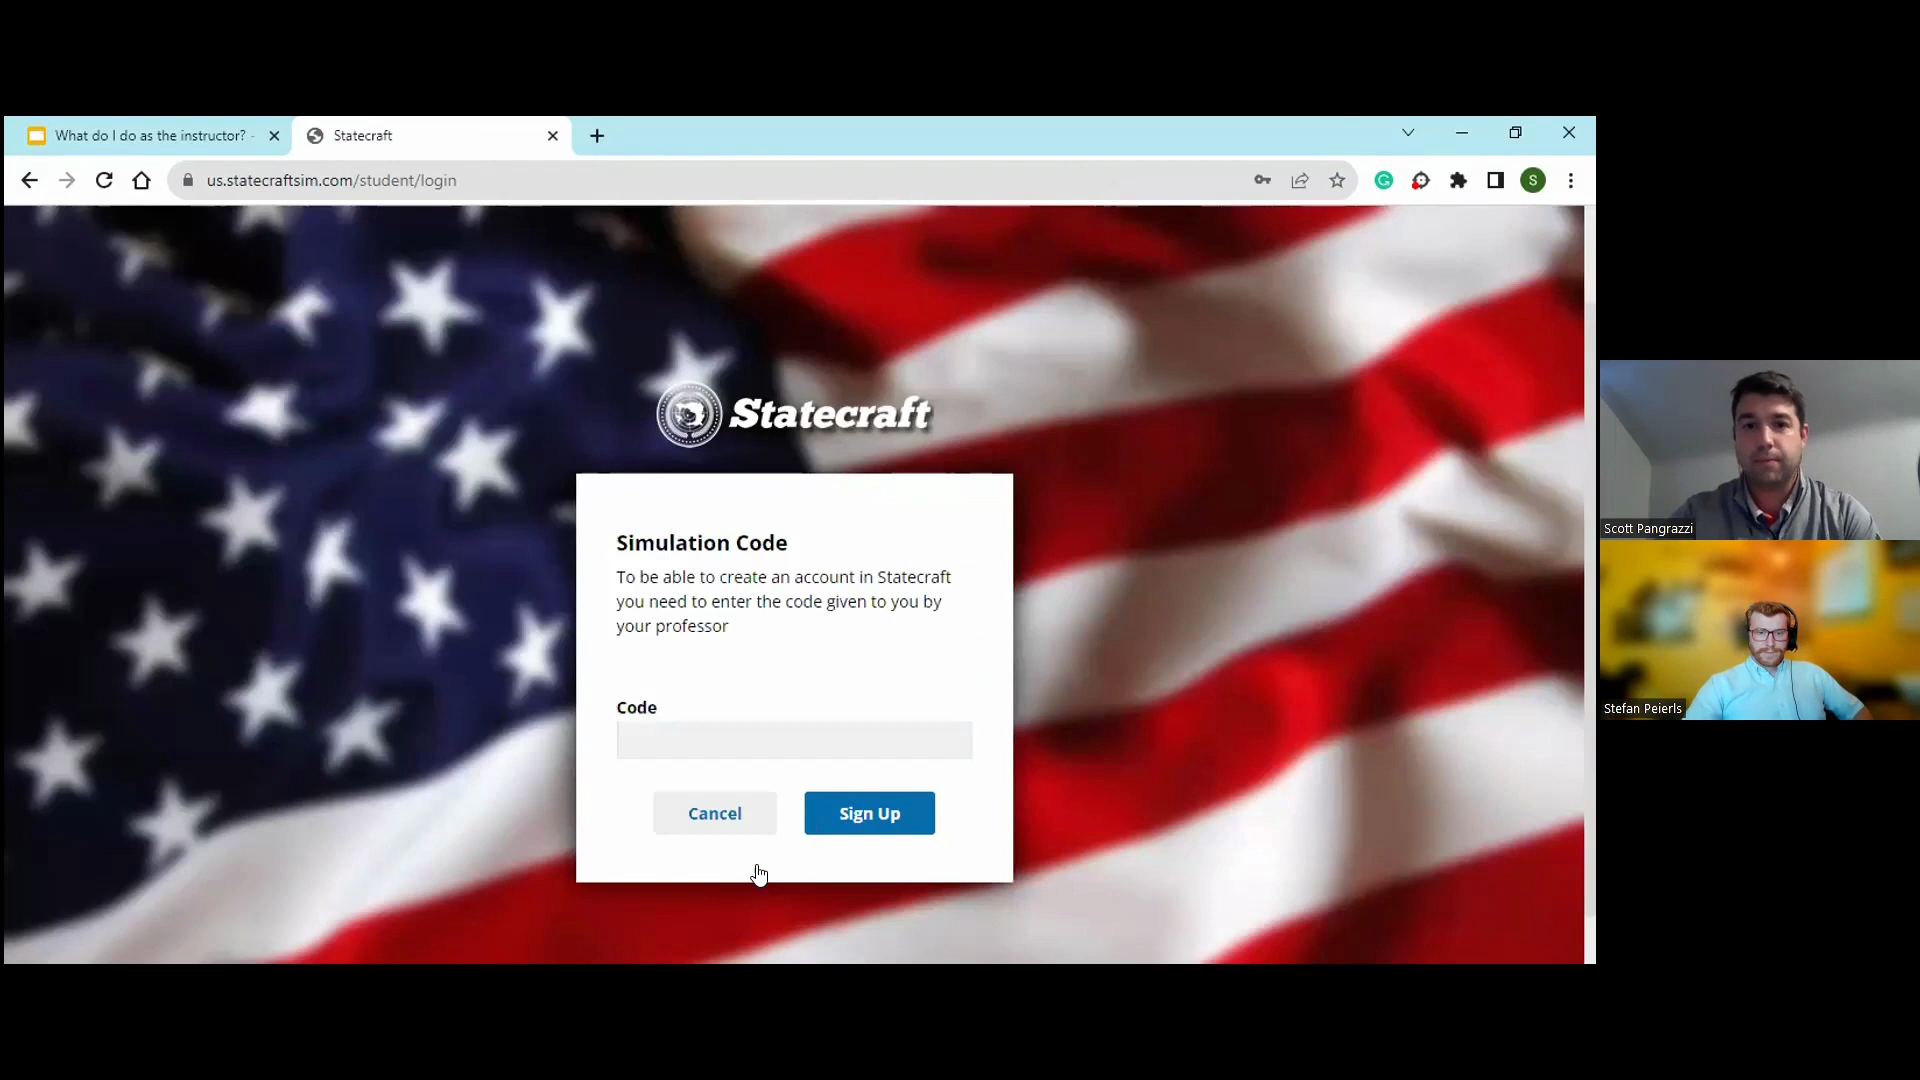 What do I do as the instructor? -
Statecraft
us.statecraftsim.com/student/login
S
Statecraft
Simulation Code
To be able to create an account in Statecraft
you need to enter the code given to you by
your professor
Code
Cancel
Sign Up
Scott Pangrazzi
Stefan Peierls